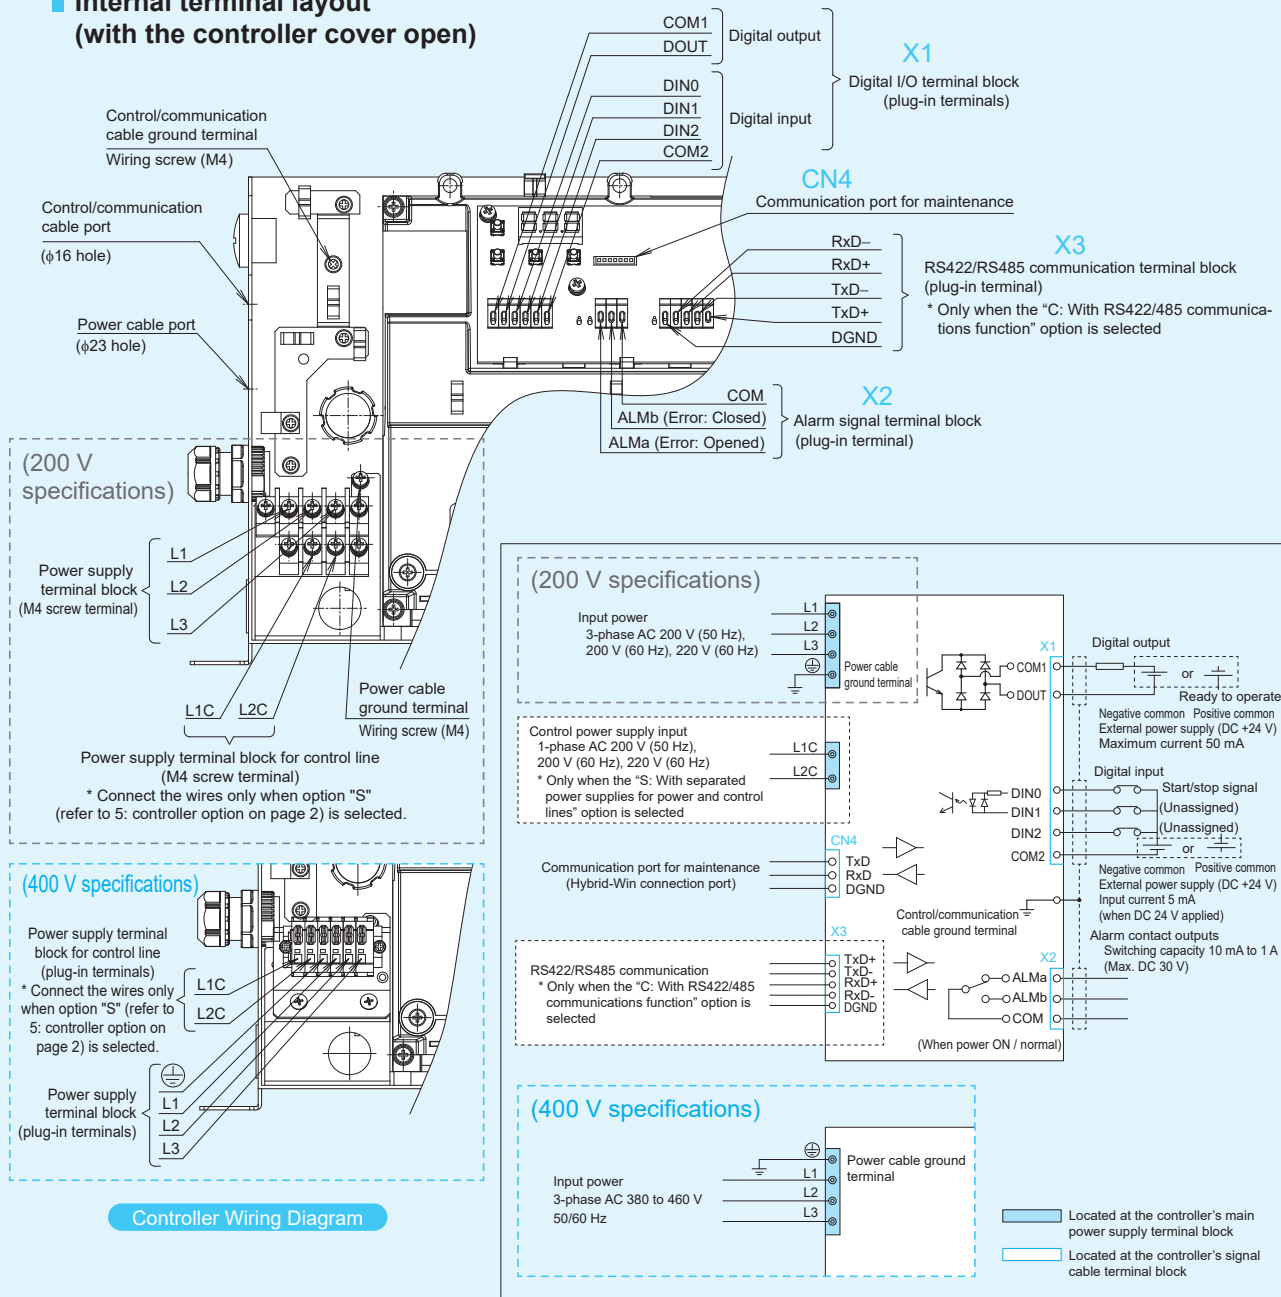 Internal terminal layout
(with the controller cover open)
COM1
DOUT
Digital output
DIN0
DIN1
DIN2
COM2
Digital input
X1
Digital I/O terminal block
(plug-in terminals)
Control/communication
cable ground terminal
Wiring screw (M4)
Control/communication
cable port
(ϕ16 hole)
Power cable port
(ϕ23 hole)
CN4
Communication port for maintenance
RxD–
RxD+
TxD–
TxD+
DGND
X3
RS422/RS485 communication terminal block
(plug-in terminal)
* Only when the “C: With RS422/485 communica-
tions function” option is selected
COM
ALMb (Error: Closed)
ALMa (Error: Opened)
X2
Alarm signal terminal block
(plug-in terminal)
(200 V
specifications)
L1
L2
L3
Power supply
terminal block
(M4 screw terminal)
L1C
L2C
Power cable
ground terminal
Wiring screw (M4)
Power supply terminal block for control line
(M4 screw terminal)
* Connect the wires only when option "S"
(refer to 5: controller option on page 2) is selected.
(400 V specifications)
Power supply terminal
block for control line
(plug-in terminals)
* Connect the wires only
when option "S" (refer to
5: controller option on
page 2) is selected.
L1C
L2C
L1
L2
L3
Power supply
terminal block
(plug-in terminals)
Controller Wiring Diagram
(200 V specifications)
Input power
3-phase AC 200 V (50 Hz),
200 V (60 Hz), 220 V (60 Hz)
L1
L2
L3
Power cable
ground terminal
Control power supply input
1-phase AC 200 V (50 Hz),
200 V (60 Hz), 220 V (60 Hz)
* Only when the “S: With separated
power supplies for power and control
lines” option is selected
L1C
L2C
CN4
Communication port for maintenance
(Hybrid-Win connection port)
TxD
RxD
DGND
X3
RS422/RS485 communication
* Only when the “C: With RS422/485
communications function” option is
selected
TxD+
TxD-
RxD+
RxD-
DGND
X1
COM1
DOUT
Digital output
or
Ready to operate
Negative common Positive common
External power supply (DC +24 V)
Maximum current 50 mA
Digital input
DIN0
DIN1
DIN2
COM2
Start/stop signal
(Unassigned)
(Unassigned)
or
Negative common Positive common
External power supply (DC +24 V)
Input current 5 mA
(when DC 24 V applied)
Control/communication
cable ground terminal
Alarm contact outputs
Switching capacity 10 mA to 1 A
(Max. DC 30 V)
X2
ALMa
ALMb
COM
(When power ON / normal)
(400 V specifications)
Input power
3-phase AC 380 to 460 V
50/60 Hz
L1
L2
L3
Power cable ground
terminal
Located at the controller’s main
power supply terminal block
Located at the controller’s signal
cable terminal block